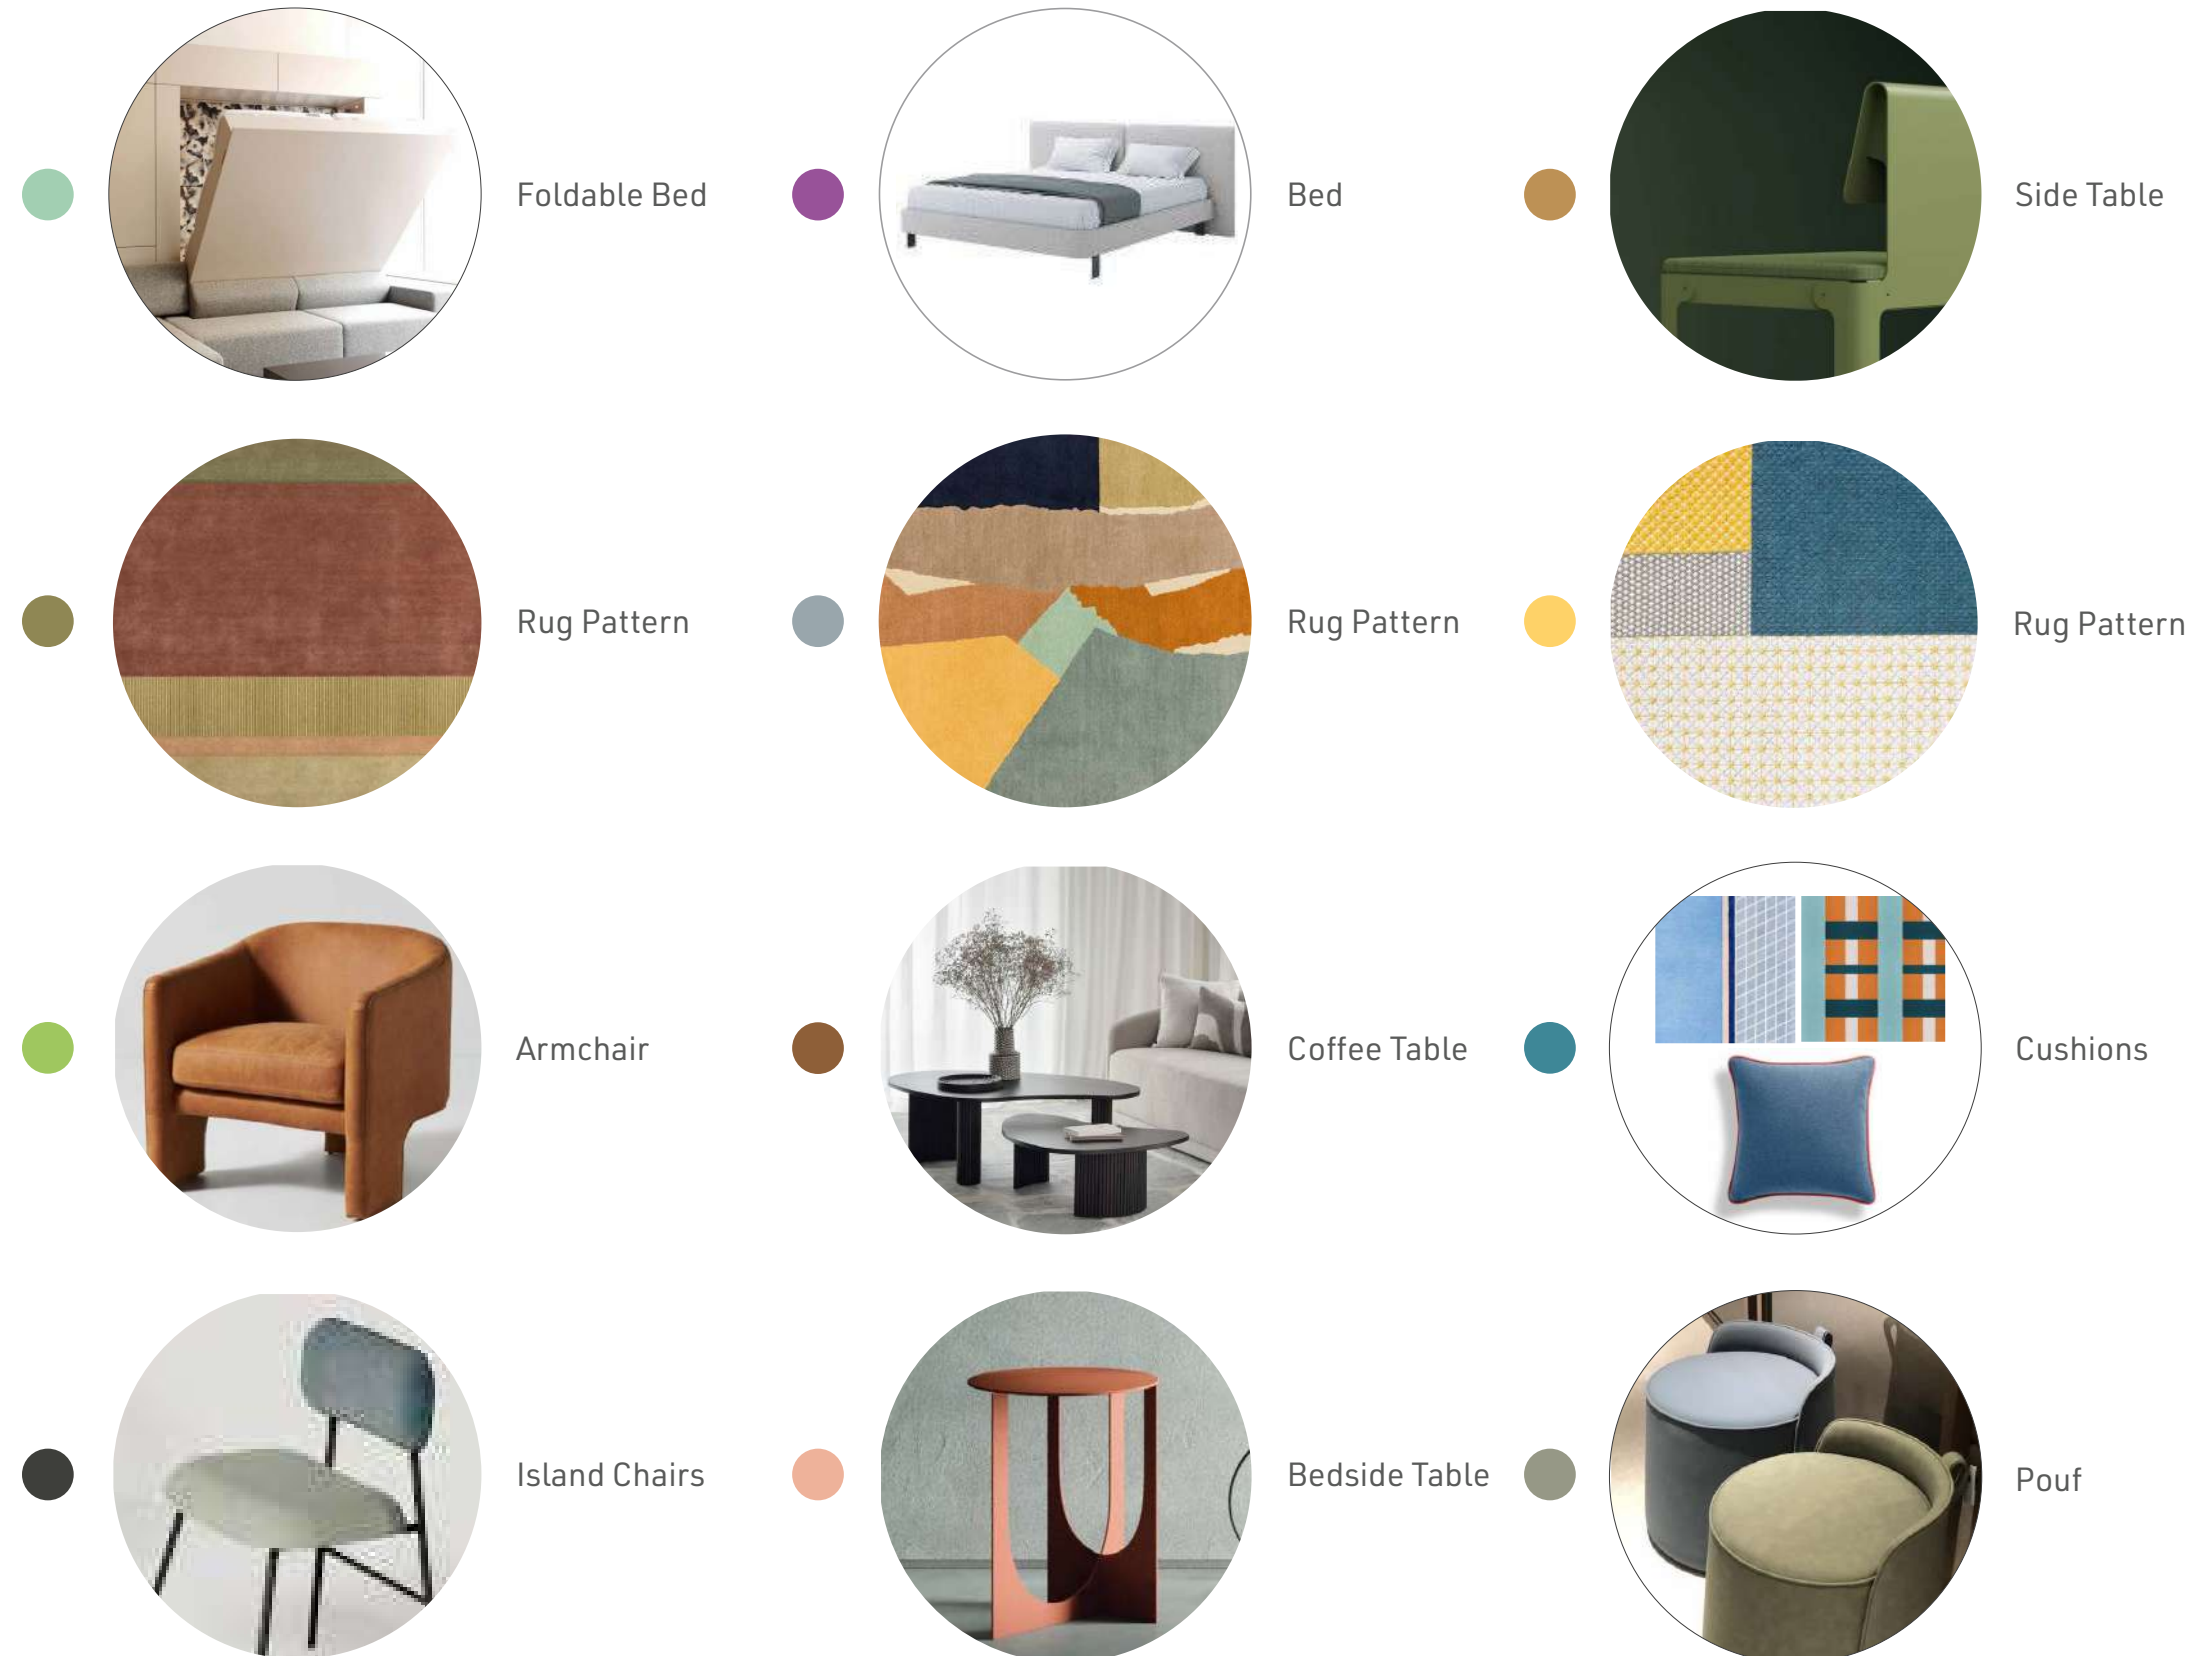 Foldable Bed
Bed
Side Table
Rug Pattern
Rug Pattern
Rug Pattern
Armchair
Coffee Table
Cushions
Island Chairs
Bedside Table
Pouf